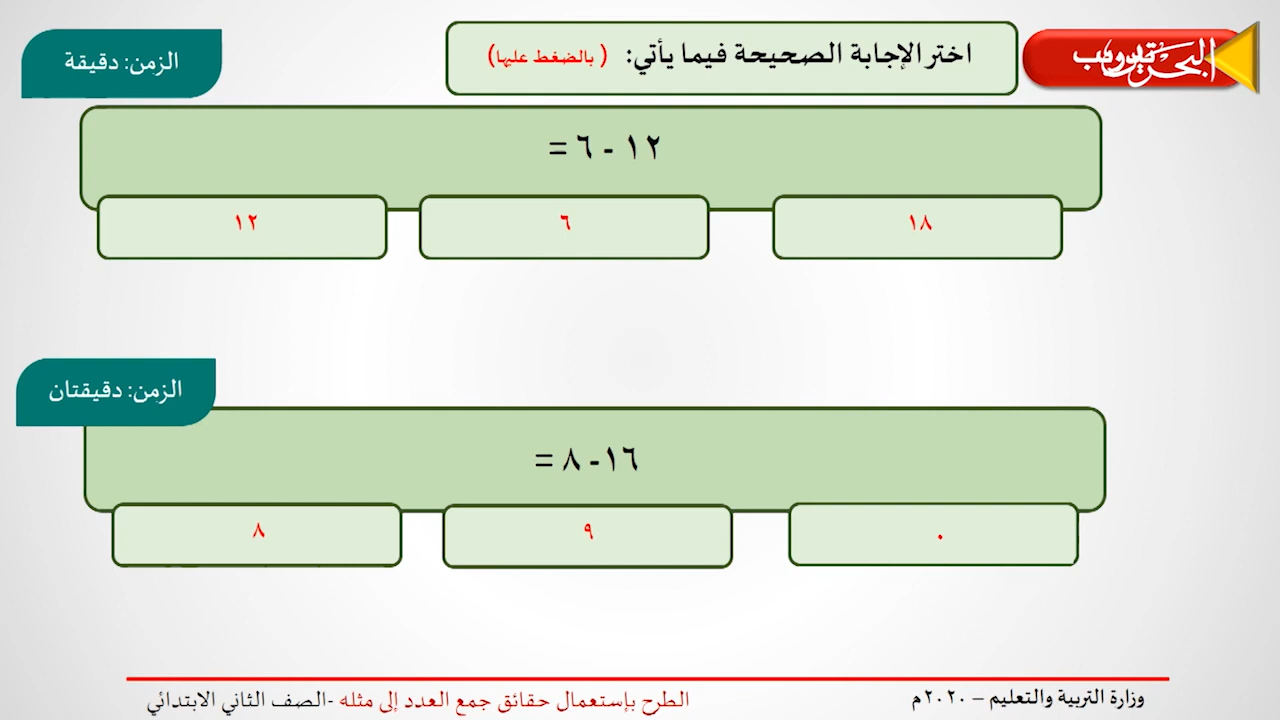 اختر الإجابة الصحيحة فيما يأتي: ( بالضغط عليها)
الزمن: دقيقة
١٢ - ٦ =
١٨
٦
١٢
الزمن: دقيقتان
١٦- ٨ =
٠
٩
٨
وزارة التربية والتعليم – ٢٠٢٠م
الطرح بإستعمال حقائق جمع العدد إلى مثله -الصف الثاني الابتدائي